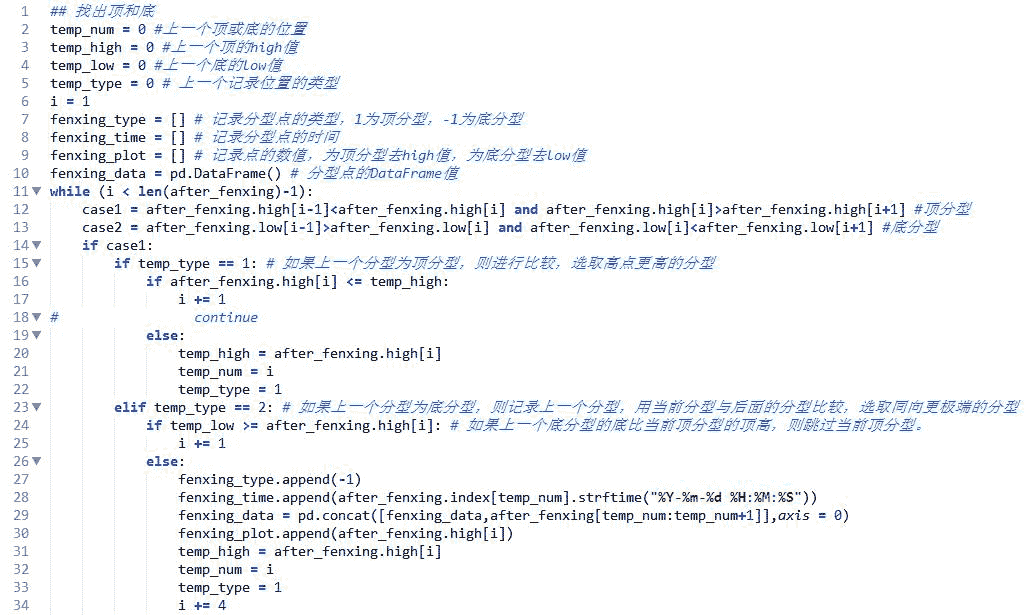 1 ## 找出顶和底
2 temp_num = 0 #上一个顶或底的位置
3 temp_high = 0 #上一个顶的high值
4 temp_low = 0 #上一个底的low值
5 temp_type = 0 # 上一个记录位置的类型
6 i = 1
7 fenxing_type = [] # 记录分型点的类型，1为顶分型，-1为底分型
8 fenxing_time = [] # 记录分型点的时间
9 fenxing_plot = [] # 记录点的数值，为顶分型去high值，为底分型去low值
10 fenxing_data = pd.DataFrame() # 分型点的DataFrame值
11 while (i < len(after_fenxing)-1):
12     case1 = after_fenxing.high[i-1]<after_fenxing.high[i] and after_fenxing.high[i]>after_fenxing.high[i+1] #顶分型
13     case2 = after_fenxing.low[i-1]>after_fenxing.low[i] and after_fenxing.low[i]<after_fenxing.low[i+1] #底分型
14     if case1:
15         if temp_type == 1: # 如果上一个分型为顶分型，则进行比较，选取高点更高的分型
16             if after_fenxing.high[i] <= temp_high:
17                 i += 1
18 #                 continue
19             else:
20                 temp_high = after_fenxing.high[i]
21                 temp_num = i
22                 temp_type = 1
23         elif temp_type == 2: # 如果上一个分型为底分型，则记录上一个分型，用当前分型与后面的分型比较，选取同向更极端的分型
24             if temp_low >= after_fenxing.high[i]: # 如果上一个底分型的底比当前顶分型的顶高，则跳过当前顶分型。
25                 i += 1
26             else:
27                 fenxing_type.append(-1)
28                 fenxing_time.append(after_fenxing.index[temp_num].strftime("%Y-%m-%d %H:%M:%S"))
29                 fenxing_data = pd.concat([fenxing_data,after_fenxing[temp_num:temp_num+1]],axis = 0)
30                 fenxing_plot.append(after_fenxing.high[i])
31                 temp_high = after_fenxing.high[i]
32                 temp_num = i
33                 temp_type = 1
34                 i += 4